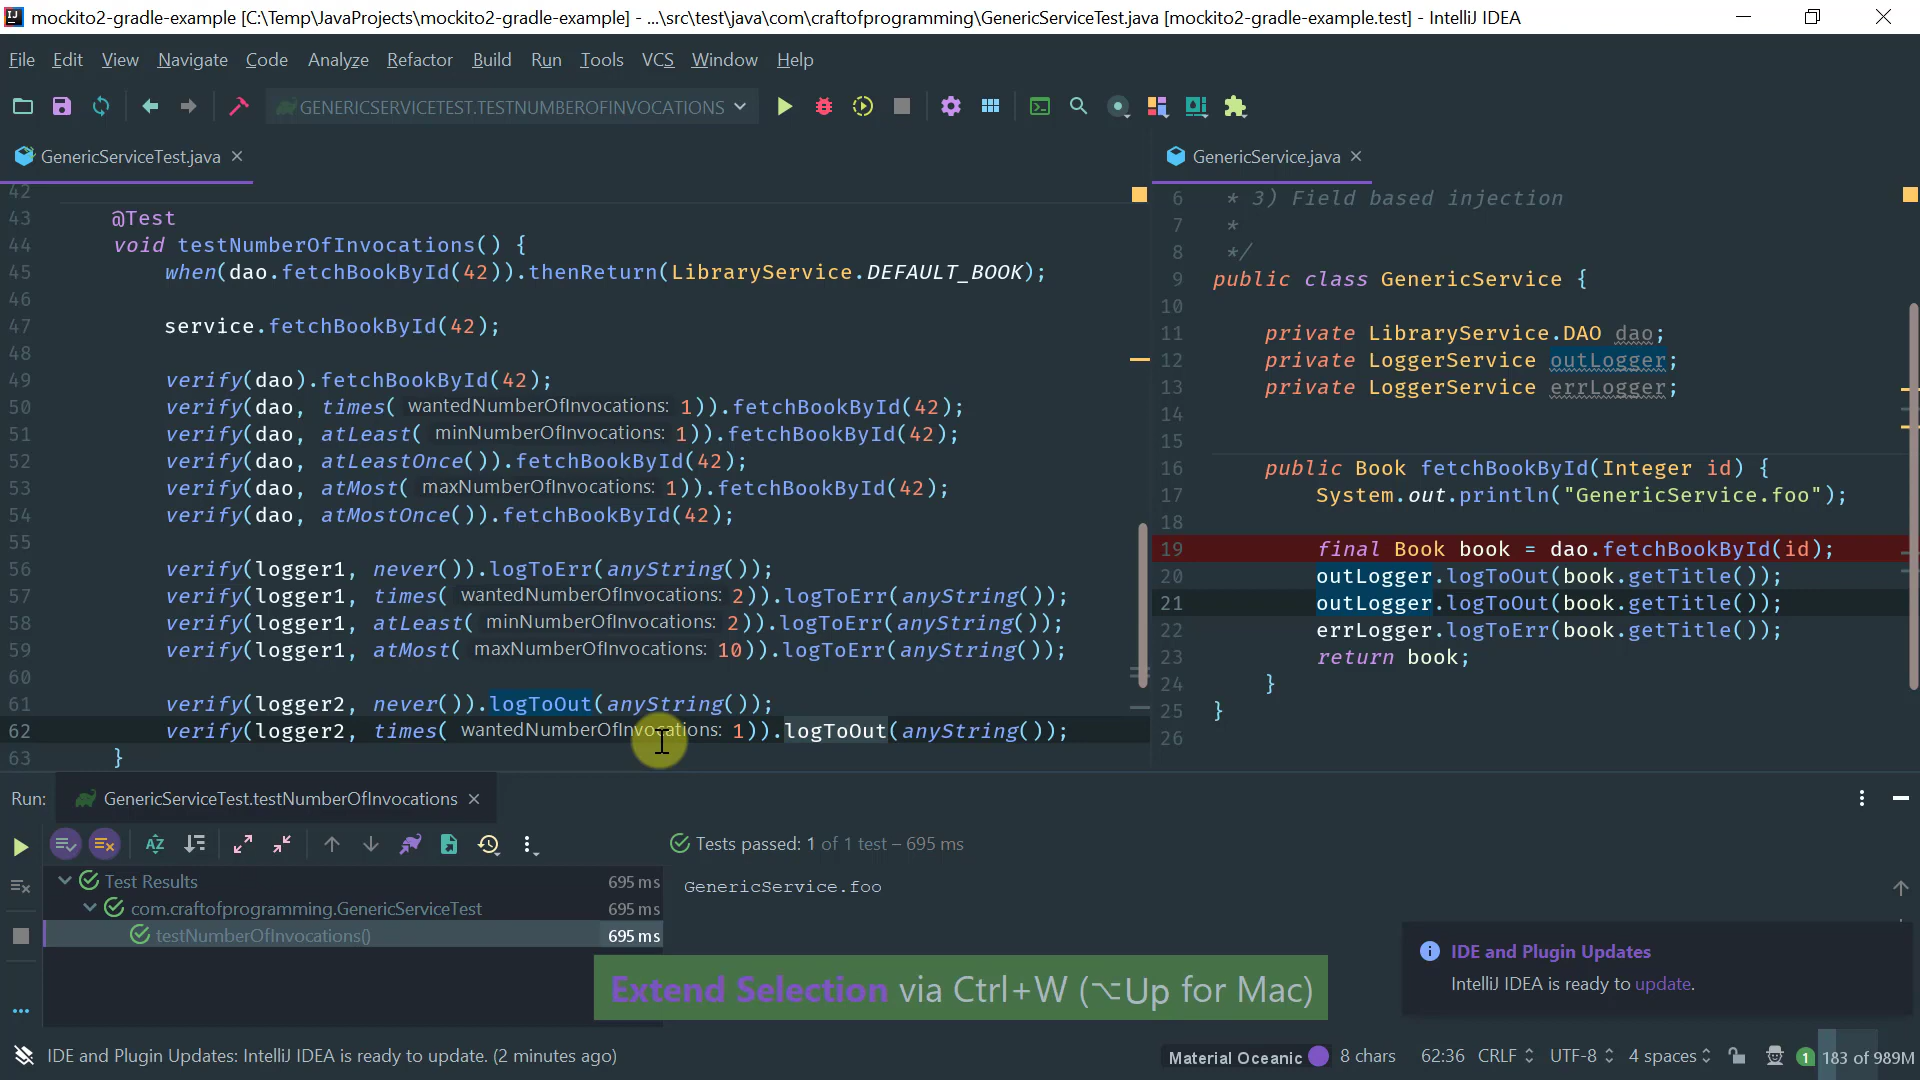 mockito2-gradle-example [C:\Temp\JavaProjects\mockito2-gradle-example] - ...\src\test\java\com\craftofprogramming\GenericServiceTest.java [mockito2-gradle-example.test] - IntelliJ IDEA
File Edit View Navigate Code Analyze Refactor Build Run Tools VCS Window Help
GENERICSERVICETEST.TESTNUMBEROFINVOCATIONS
GenericServiceTest.java
42
43 @Test
44 void testNumberOfInvocations() {
45 when(dao.fetchBookById(42)).thenReturn(LibraryService.DEFAULT_BOOK);
46
47 service.fetchBookById(42);
48
49 verify(dao).fetchBookById(42);
50 verify(dao, times( wantedNumberOfInvocations: 1)).fetchBookById(42);
51 verify(dao, atLeast( minNumberOfInvocations: 1)).fetchBookById(42);
52 verify(dao, atLeastOnce()).fetchBookById(42);
53 verify(dao, atMost( maxNumberOfInvocations: 1)).fetchBookById(42);
54 verify(dao, atMostOnce()).fetchBookById(42);
55
56 verify(logger1, never()).logToErr(anyString());
57 verify(logger1, times( wantedNumberOfInvocations: 2)).logToErr(anyString());
58 verify(logger1, atLeast( minNumberOfInvocations: 2)).logToErr(anyString());
59 verify(logger1, atMost( maxNumberOfInvocations: 10)).logToErr(anyString());
60
61 verify(logger2, never()).logToOut(anyString());
62 verify(logger2, times( wantedNumberOfInvocations: 1)).logToOut(anyString());
63 }
GenericService.java
6 * 3) Field based injection
7 *
8 */
9 public class GenericService {
10
11 private LibraryService.DAO dao;
12 private LoggerService outLogger;
13 private LoggerService errLogger;
14
15
16 public Book fetchBookById(Integer id) {
17 System.out.println("GenericService.foo");
18
19 final Book book = dao.fetchBookById(id);
20 outLogger.logToOut(book.getTitle());
21 outLogger.logToOut(book.getTitle());
22 errLogger.logToErr(book.getTitle());
23 return book;
24 }
25 }
26
Run: GenericServiceTest.testNumberOfInvocations
Tests passed: 1 of 1 test – 695 ms
Test Results 695 ms
com.craftofprogramming.GenericServiceTest 695 ms
testNumberOfInvocations() 695 ms
GenericService.foo
Extend Selection via Ctrl+W (⌥Up for Mac)
IDE and Plugin Updates
IntelliJ IDEA is ready to update.
IDE and Plugin Updates: IntelliJ IDEA is ready to update. (2 minutes ago)
Material Oceanic 8 chars 62:36 CRLF UTF-8 4 spaces 1 183 of 989M